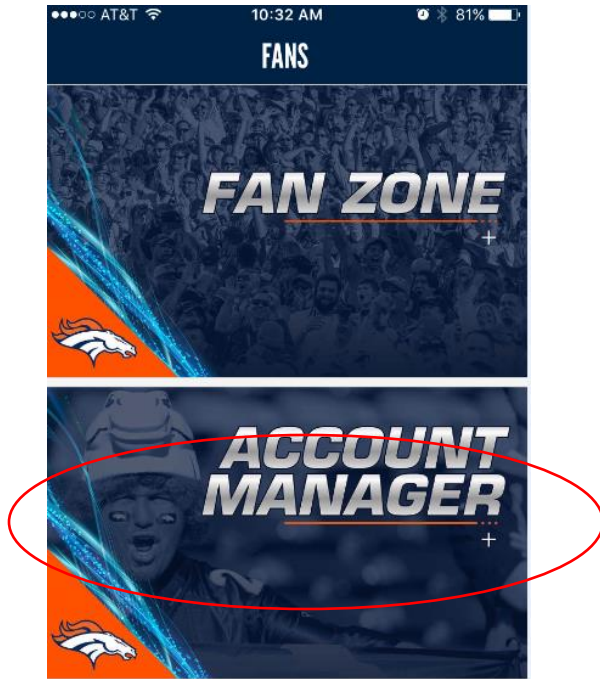 ●●●○○ AT&T 10:32 AM 81%
FANS
FAN ZONE
+
ACCOUNT
MANAGER
+